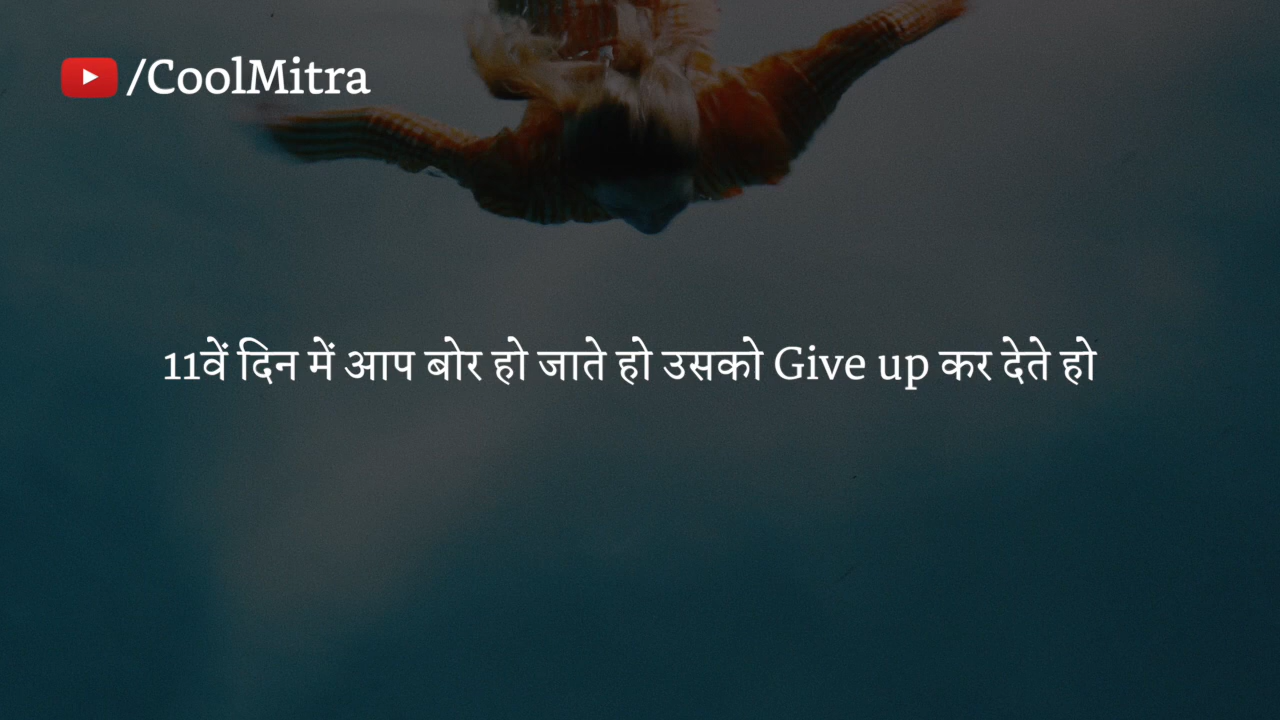 /CoolMitra
11वें दिन में आप बोर हो जाते हो उसको Give up कर देते हो